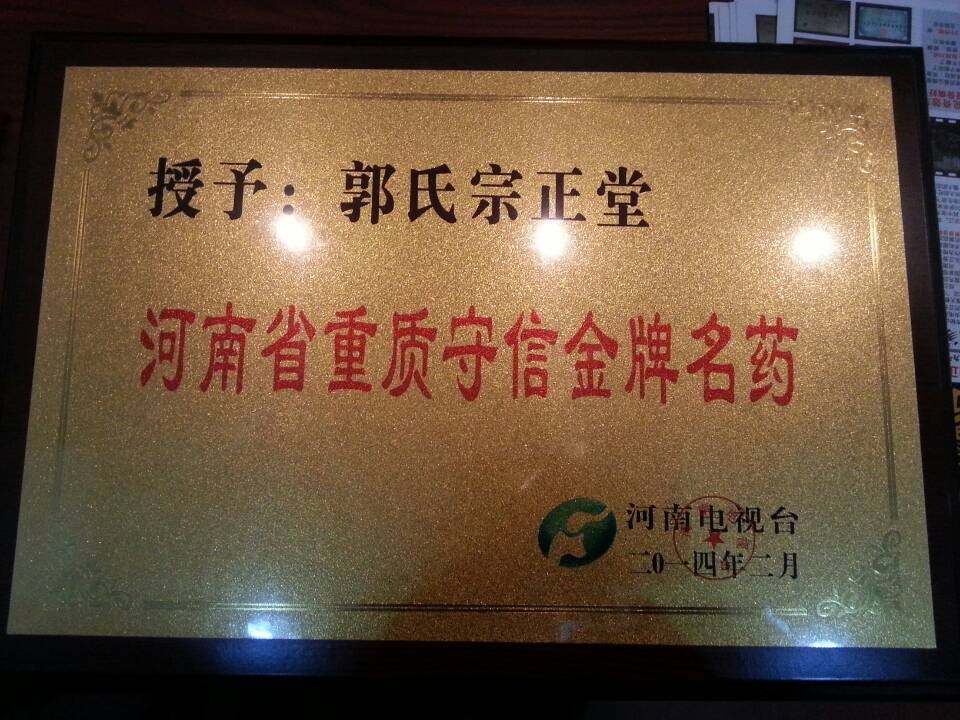 授予：郭氏宗正堂
河南省重质守信金牌名药
河南电视台
二0一四年二月